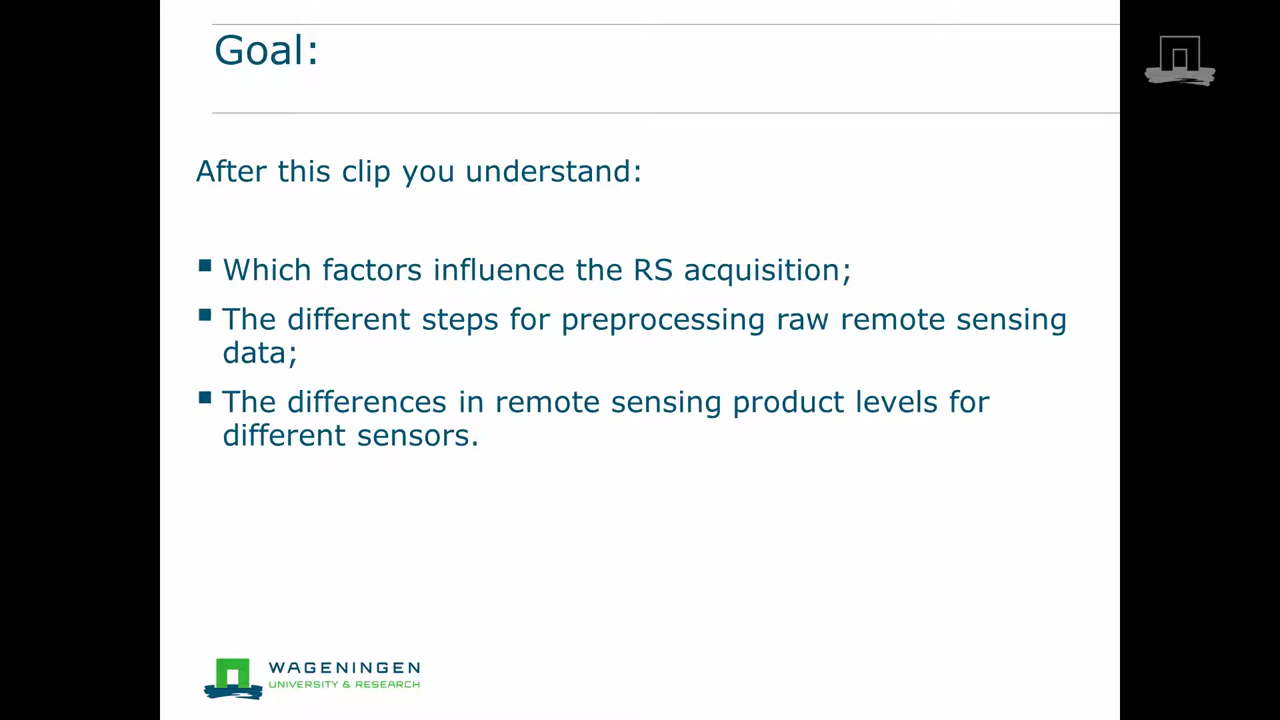 Goal:
After this clip you understand:
▪ Which factors influence the RS acquisition;
▪ The different steps for preprocessing raw remote sensing
data;
▪ The differences in remote sensing product levels for
different sensors.
WAGENINGEN
UNIVERSITY & RESEARCH